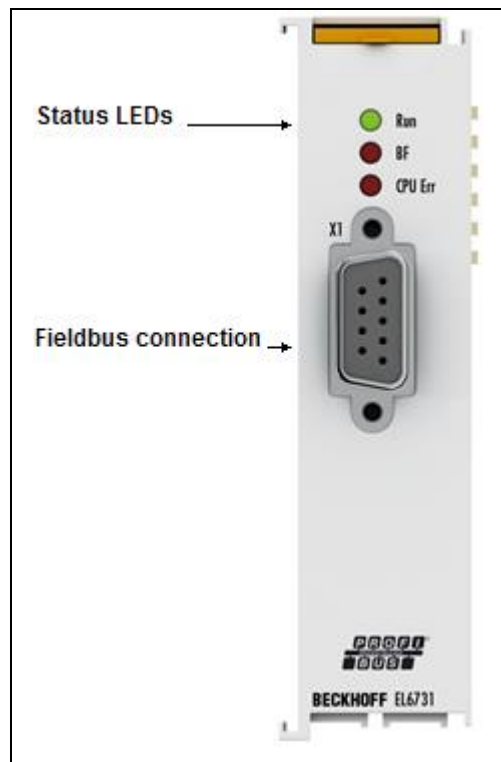 Status LEDs
Run
BF
CPU Err
X1
Fieldbus connection
PROFI
BUS
BECKHOFF EL6731